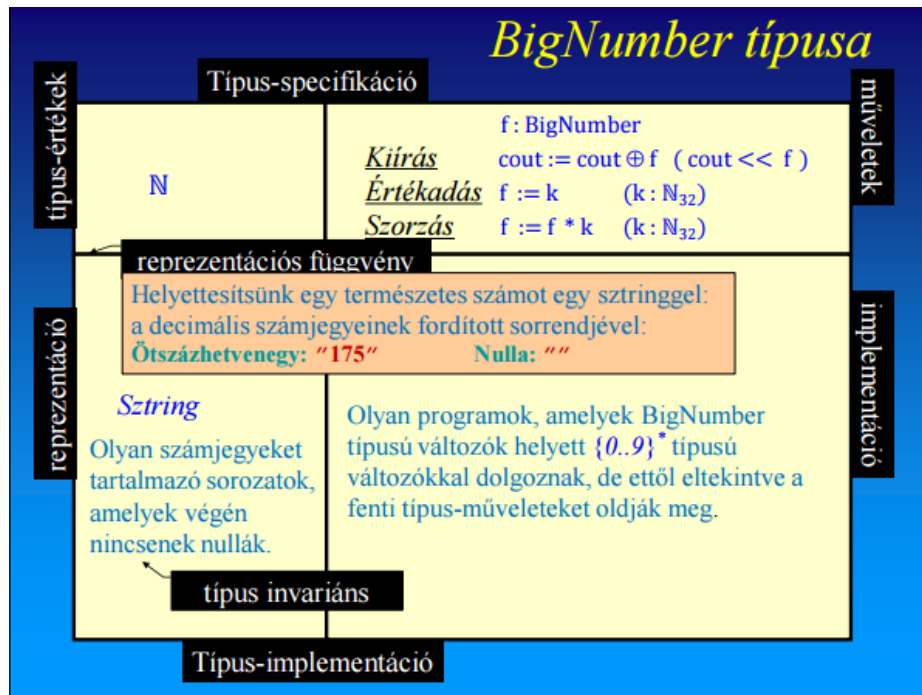 BigNumber típusa
Típus-specifikáció
típus-értékek
műveletek
ℕ
f : BigNumber
Kiírás cout := cout ⊕ f ( cout << f )
Értékadás f := k (k : ℕ₃₂)
Szorzás f := f * k (k : ℕ₃₂)
reprezentációs függvény
Helyettesítsünk egy természetes számot egy sztringgel:
a decimális számjegyeinek fordított sorrendjével:
Ötszázhetvenegy: ″175″ Nulla: ″″
reprezentáció
implementáció
Sztring
Olyan számjegyeket
tartalmazó sorozatok,
amelyek végén
nincsenek nullák.
típus invariáns
Olyan programok, amelyek BigNumber
típusú változók helyett {0..9}* típusú
változókkal dolgoznak, de ettől eltekintve a
fenti típus-műveleteket oldják meg.
Típus-implementáció